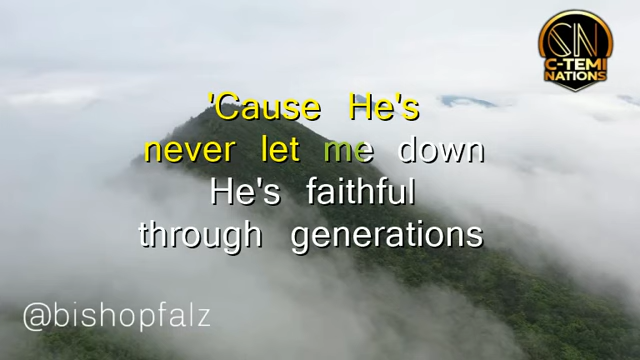 C-TEMI
NATIONS
'Cause He's
never let me down
He's faithful
through generations
@bishopfalz